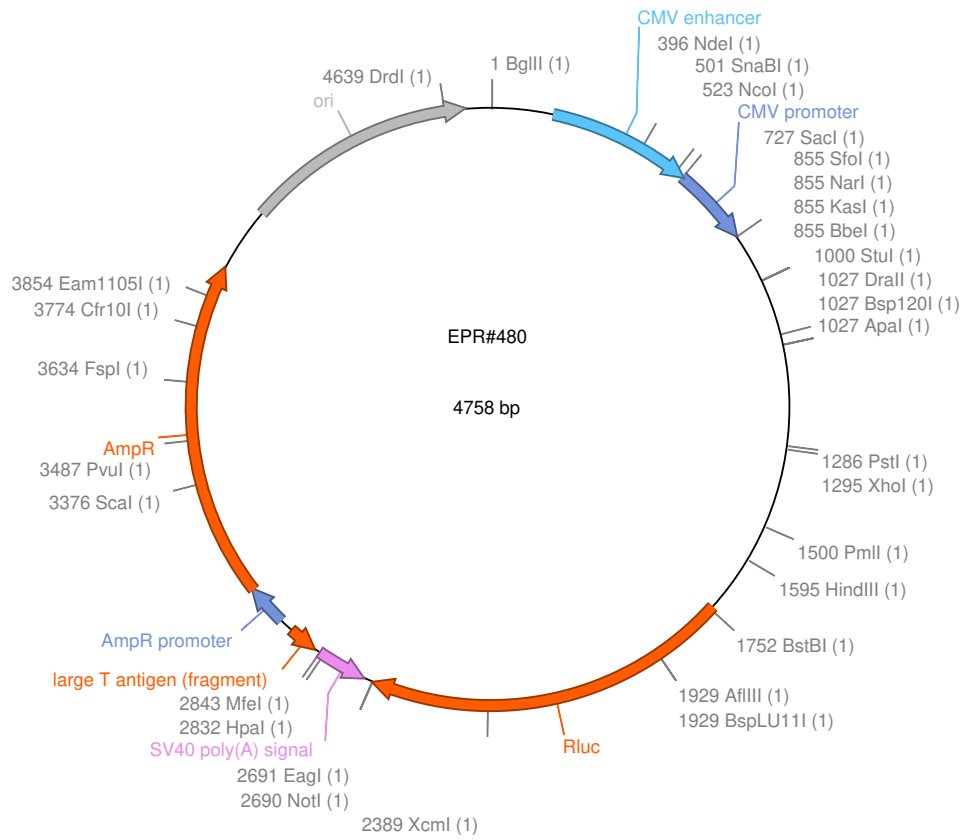 CMV enhancer
396 NdeI (1)
1 BglII (1)
501 SnaBI (1)
4639 DrdI (1)
523 NcoI (1)
ori
CMV promoter
727 SacI (1)
855 SfoI (1)
855 NarI (1)
855 KasI (1)
855 BbeI (1)
1000 StuI (1)
3854 Eam1105I (1)
1027 DraII (1)
3774 Cfr10I (1)
1027 Bsp120I (1)
1027 ApaI (1)
EPR#480
3634 FspI (1)
4758 bp
AmpR
1286 PstI (1)
3487 PvuI (1)
1295 XhoI (1)
3376 ScaI (1)
1500 PmlI (1)
1595 HindIII (1)
AmpR promoter
1752 BstBI (1)
large T antigen (fragment)
1929 AflIII (1)
2843 MfeI (1)
1929 BspLU11I (1)
2832 HpaI (1)
SV40 poly(A) signal
Rluc
2691 EagI (1)
2690 NotI (1)
2389 XcmI (1)